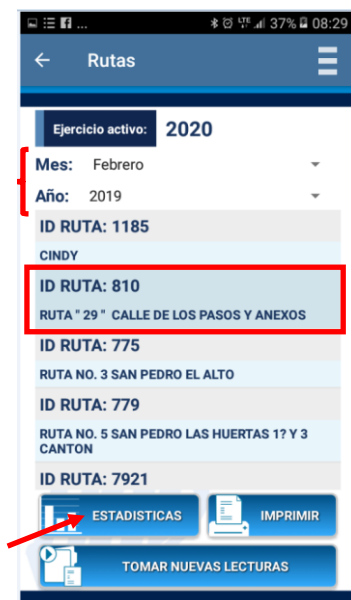 ... LTE 37% 08:29
Rutas
Ejercicio activo: 2020
Mes: Febrero
Año: 2019
ID RUTA: 1185
CINDY
ID RUTA: 810
RUTA " 29 " CALLE DE LOS PASOS Y ANEXOS
ID RUTA: 775
RUTA NO. 3 SAN PEDRO EL ALTO
ID RUTA: 779
RUTA NO. 5 SAN PEDRO LAS HUERTAS 1? Y 3
CANTON
ID RUTA: 7921
ESTADISTICAS IMPRIMIR
TOMAR NUEVAS LECTURAS